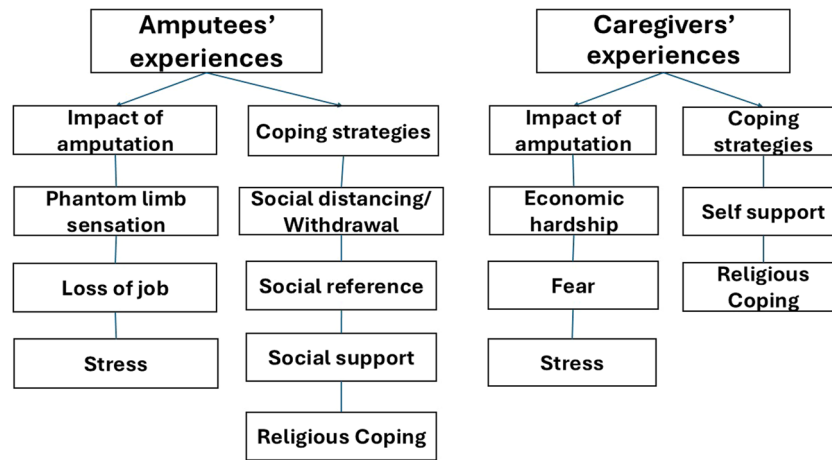 Amputees’
experiences
Impact of
amputation
Phantom limb
sensation
Loss of job
Stress
Coping strategies
Social distancing/
Withdrawal
Social reference
Social support
Religious Coping
Caregivers’
experiences
Impact of
amputation
Economic
hardship
Fear
Stress
Coping
strategies
Self support
Religious
Coping